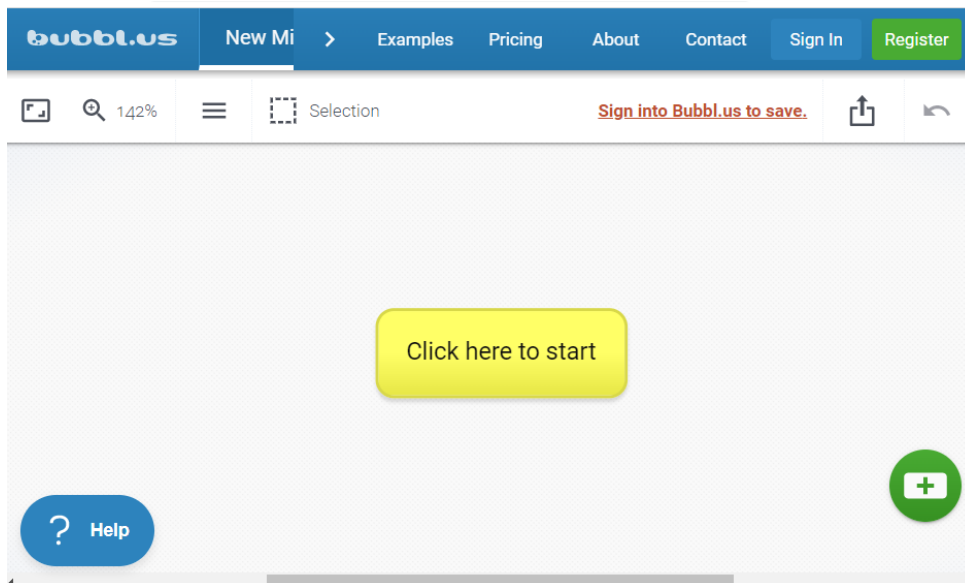 bubbl.us New Mi Examples Pricing About Contact Sign In Register
142% Selection Sign into Bubbl.us to save.
Click here to start
? Help